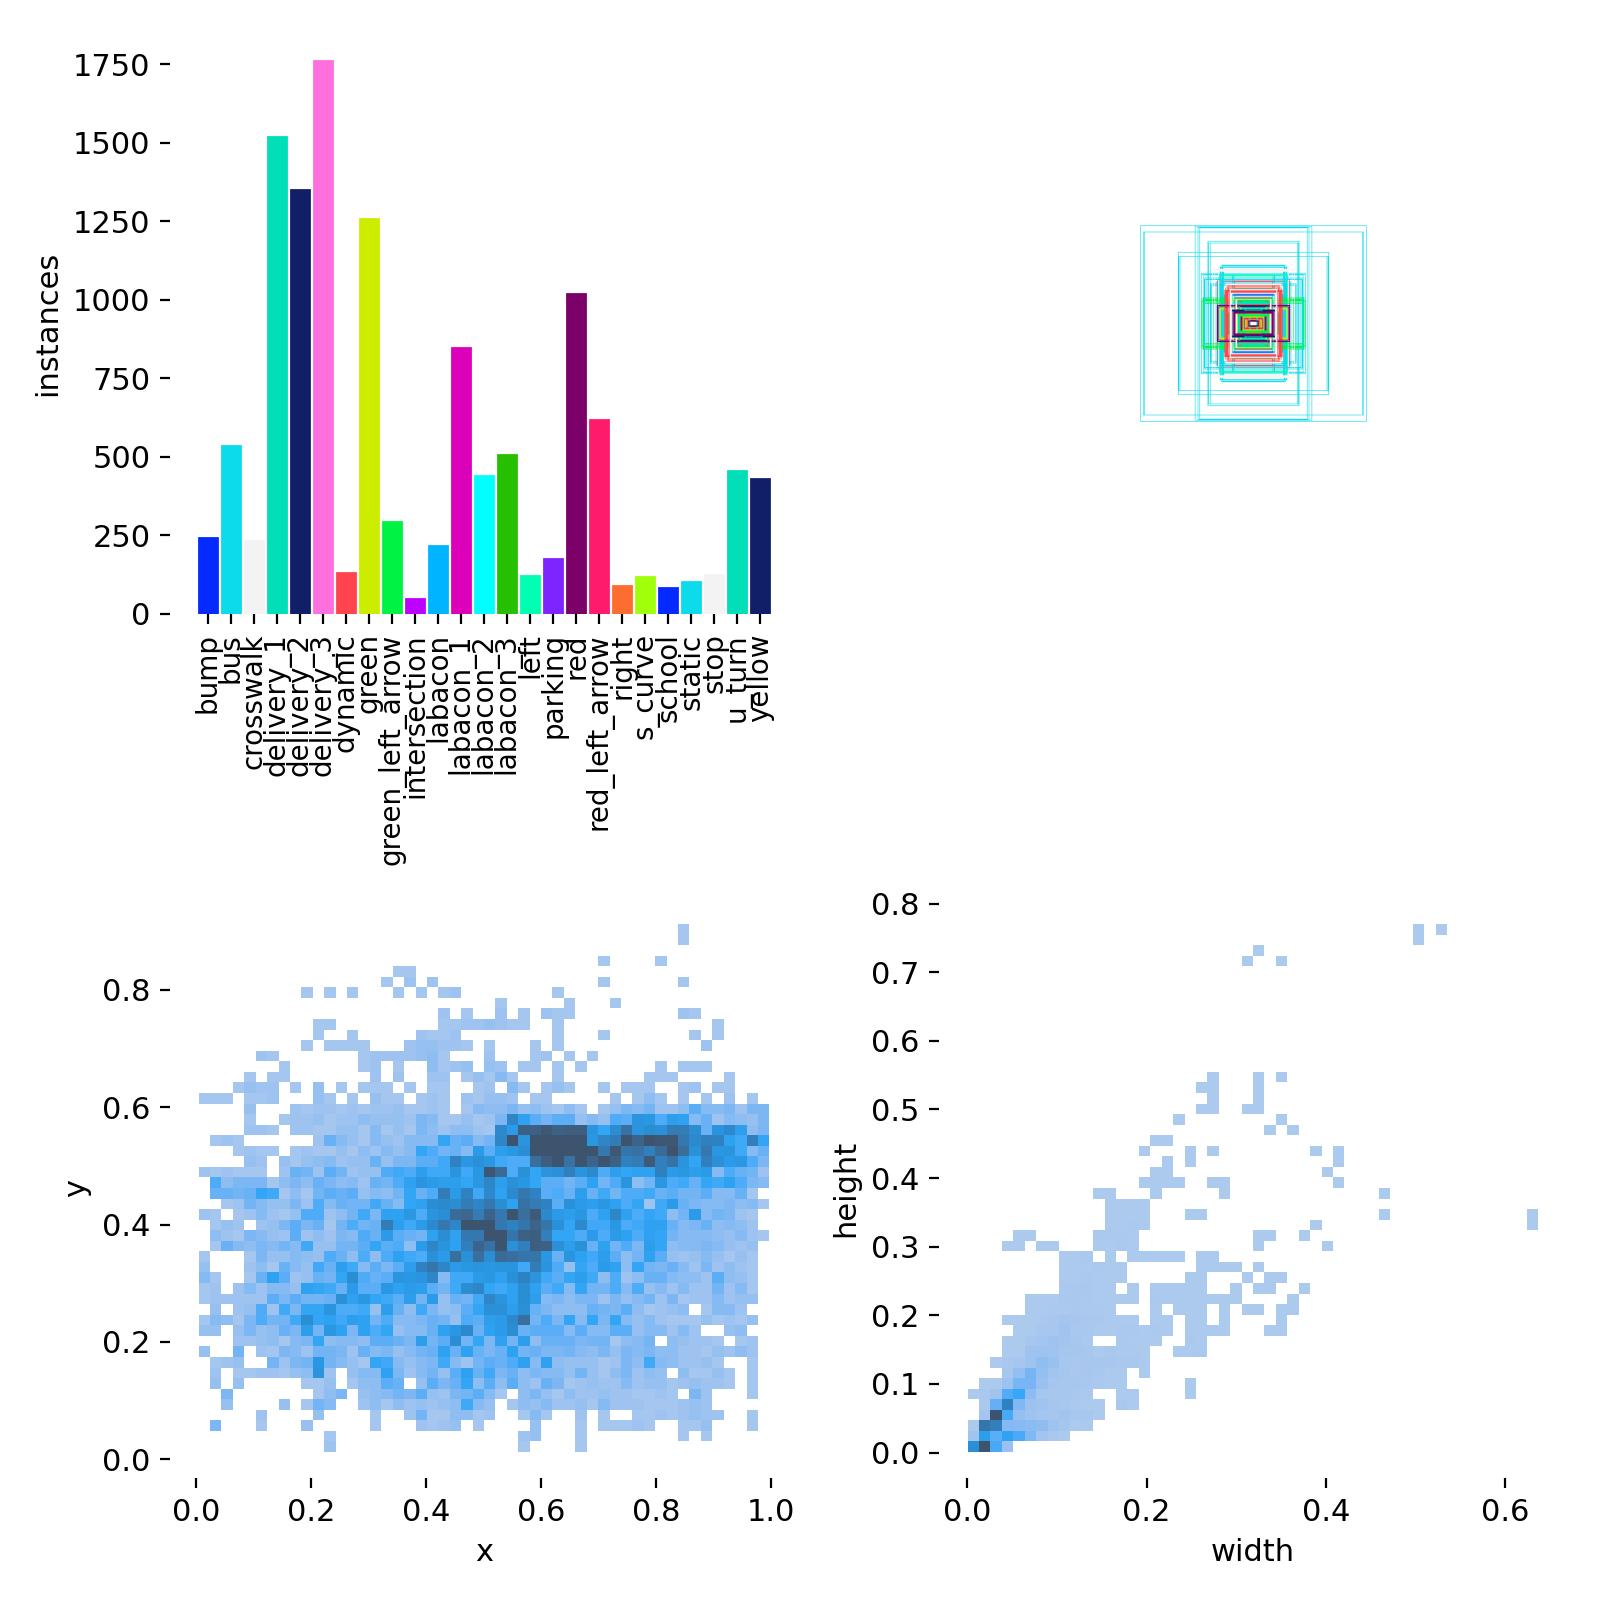 1750
1500
1250
1000
750
500
250
0
instances
bump
bus
crosswalk
delivery_1
delivery_2
delivery_3
dynamic
green
green_left_arrow
intersection
labacon
labacon_1
labacon_2
labacon_3
left
parking
red
red_left_arrow
right
s_curve
school
static
stop
u_turn
yellow
0.8
0.6
0.4
0.2
0.0
y
0.0 0.2 0.4 0.6 0.8 1.0
x
0.8
0.7
0.6
0.5
0.4
0.3
0.2
0.1
0.0
height
0.0 0.2 0.4 0.6
width